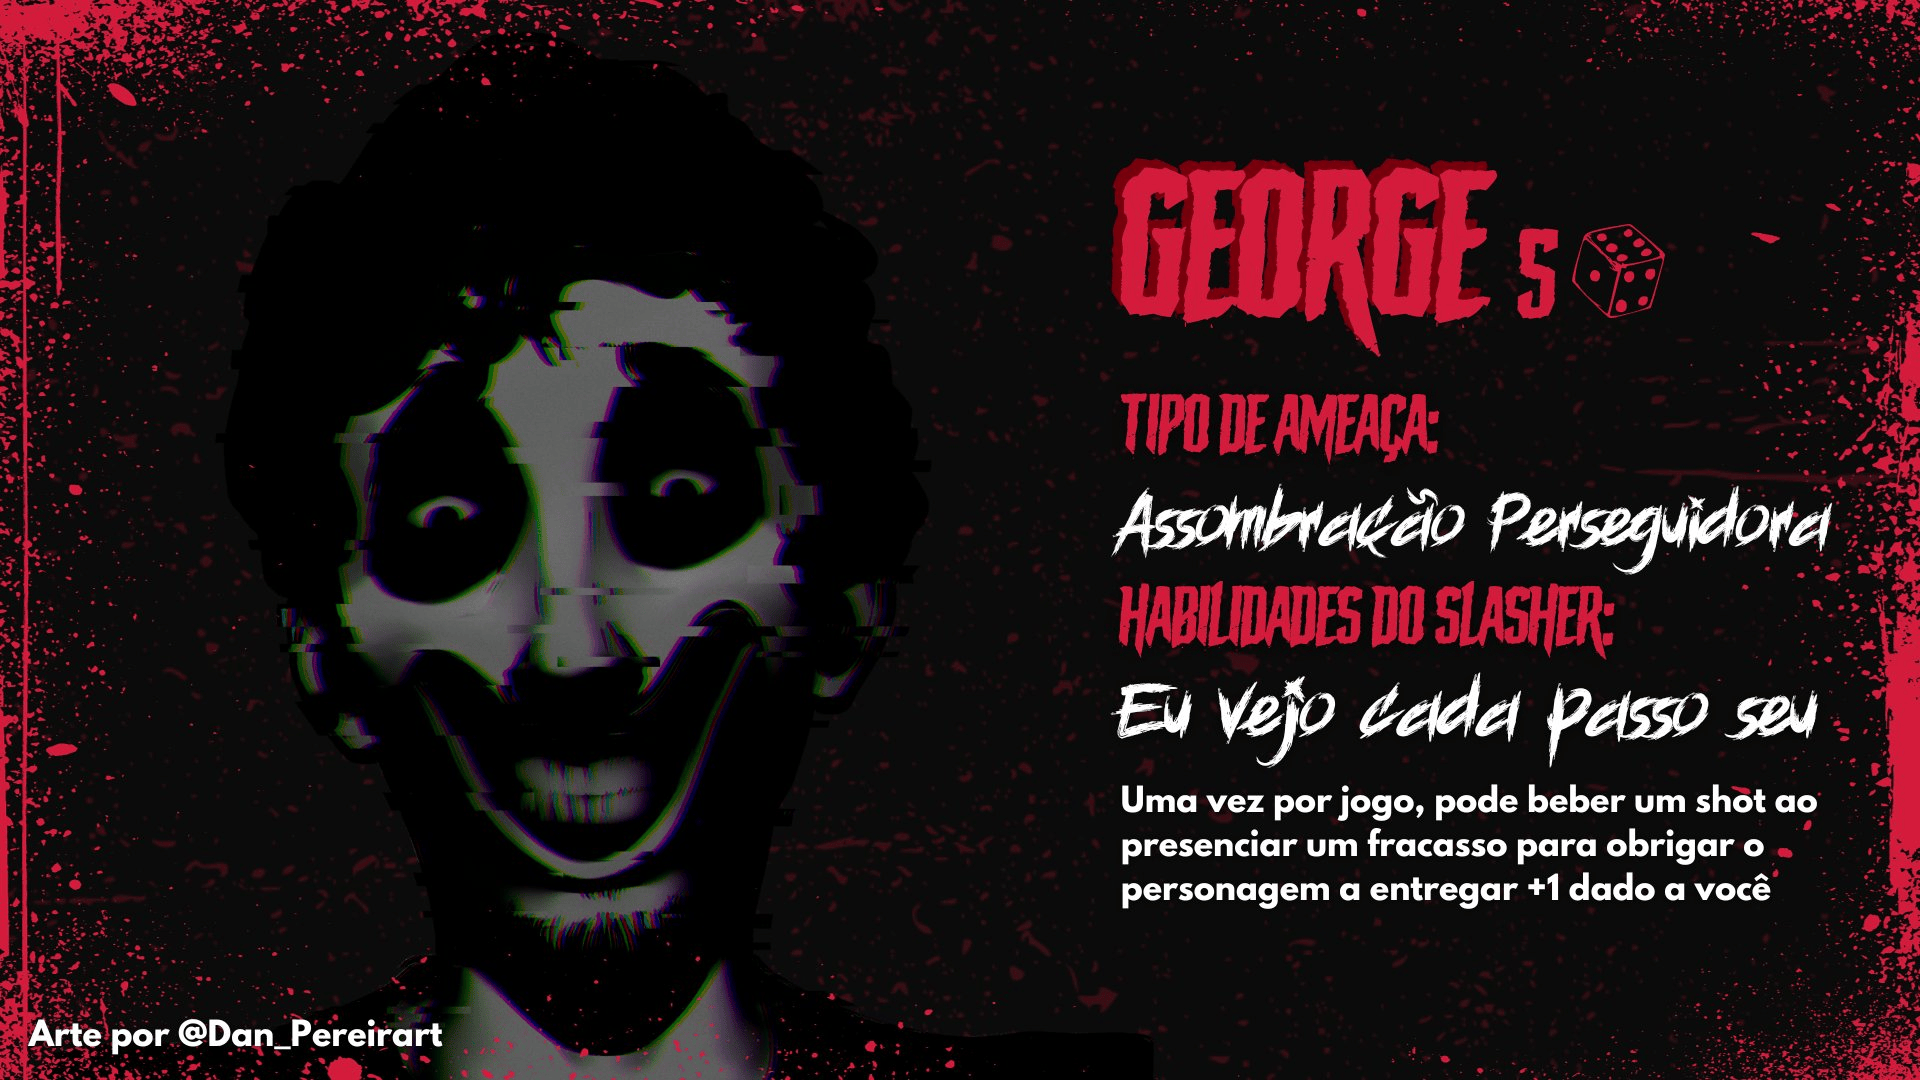 GEORGE 5
TIPO DE AMEAÇA:
Assombração Perseguidora
HABILIDADES DO SLASHER:
Eu vejo cada passo seu
Uma vez por jogo, pode beber um shot ao
presenciar um fracasso para obrigar o
personagem a entregar +1 dado a você
Arte por @Dan_Pereirart